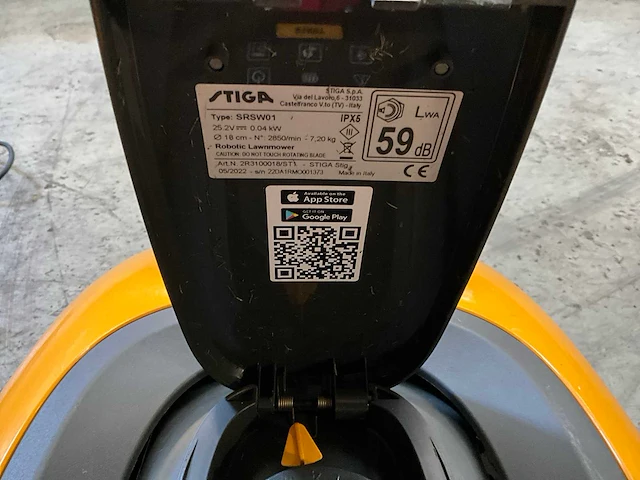 STIGA
STIGA S.p.A.
Via del Lavoro, 6 - 31033
Castelfranco V.to (TV) - Italy
Type: SRSW01
IPX5
25.2V 0.04 kW
Ø 18 cm - N°: 2850/min - 7,20 kg
Robotic Lawnmower
CAUTION: DO NOT TOUCH ROTATING BLADE
Art.N. 2R3100018/ST1 - STIGA Stig
05/2022 - s/n Made in Italy
LWA
59 dB
CE
Available on the
App Store
GET IT ON
Google Play